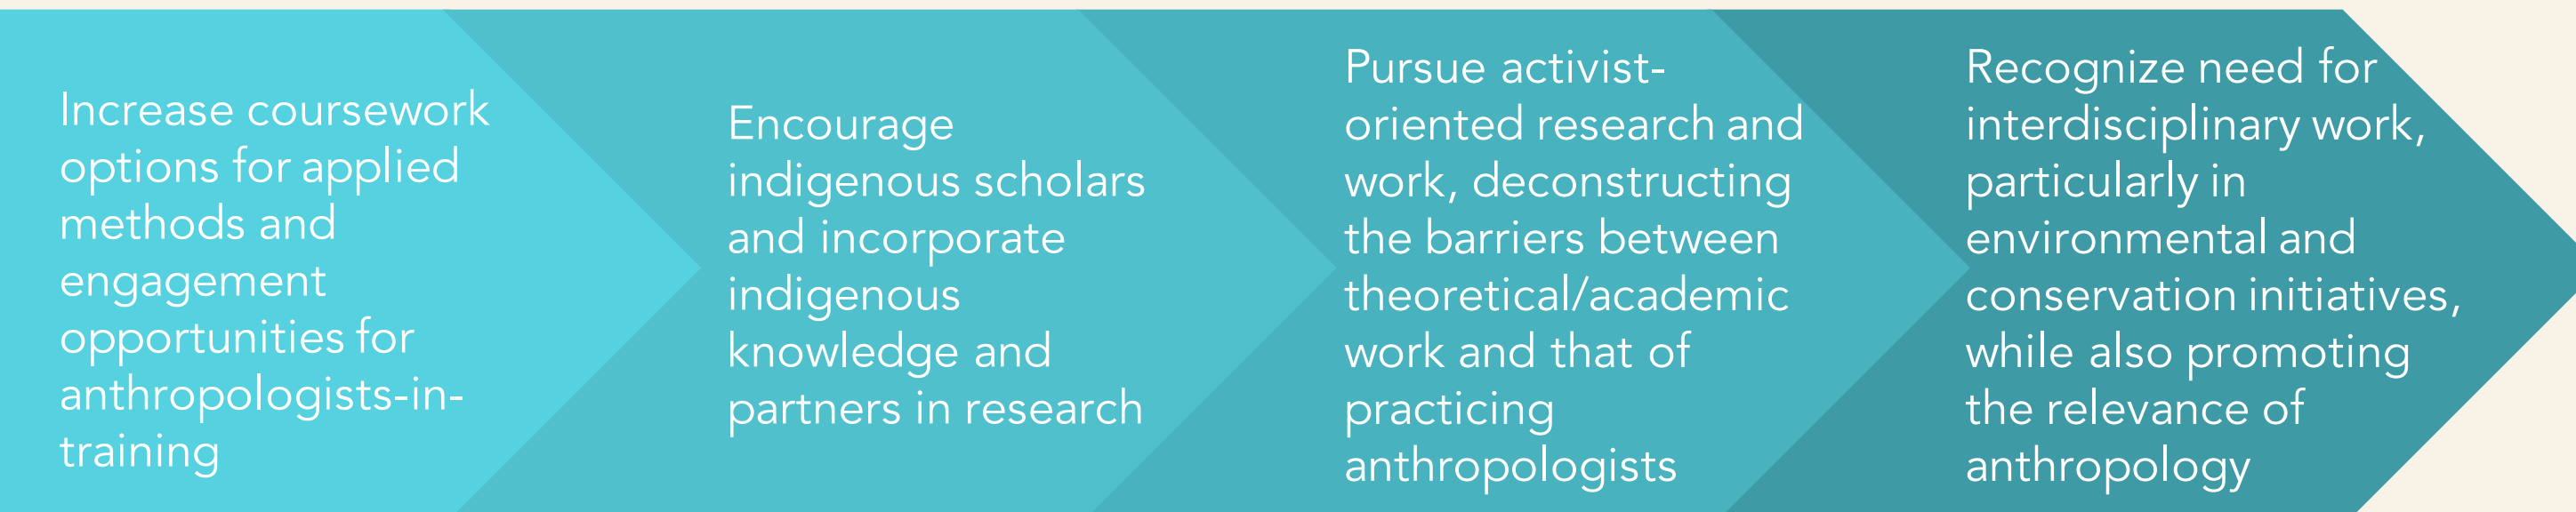 Increase coursework
options for applied
methods and
engagement
opportunities for
anthropologists-in-
training
Encourage
indigenous scholars
and incorporate
indigenous
knowledge and
partners in research
Pursue activist-
oriented research and
work, deconstructing
the barriers between
theoretical/academic
work and that of
practicing
anthropologists
Recognize need for
interdisciplinary work,
particularly in
environmental and
conservation initiatives,
while also promoting
the relevance of
anthropology